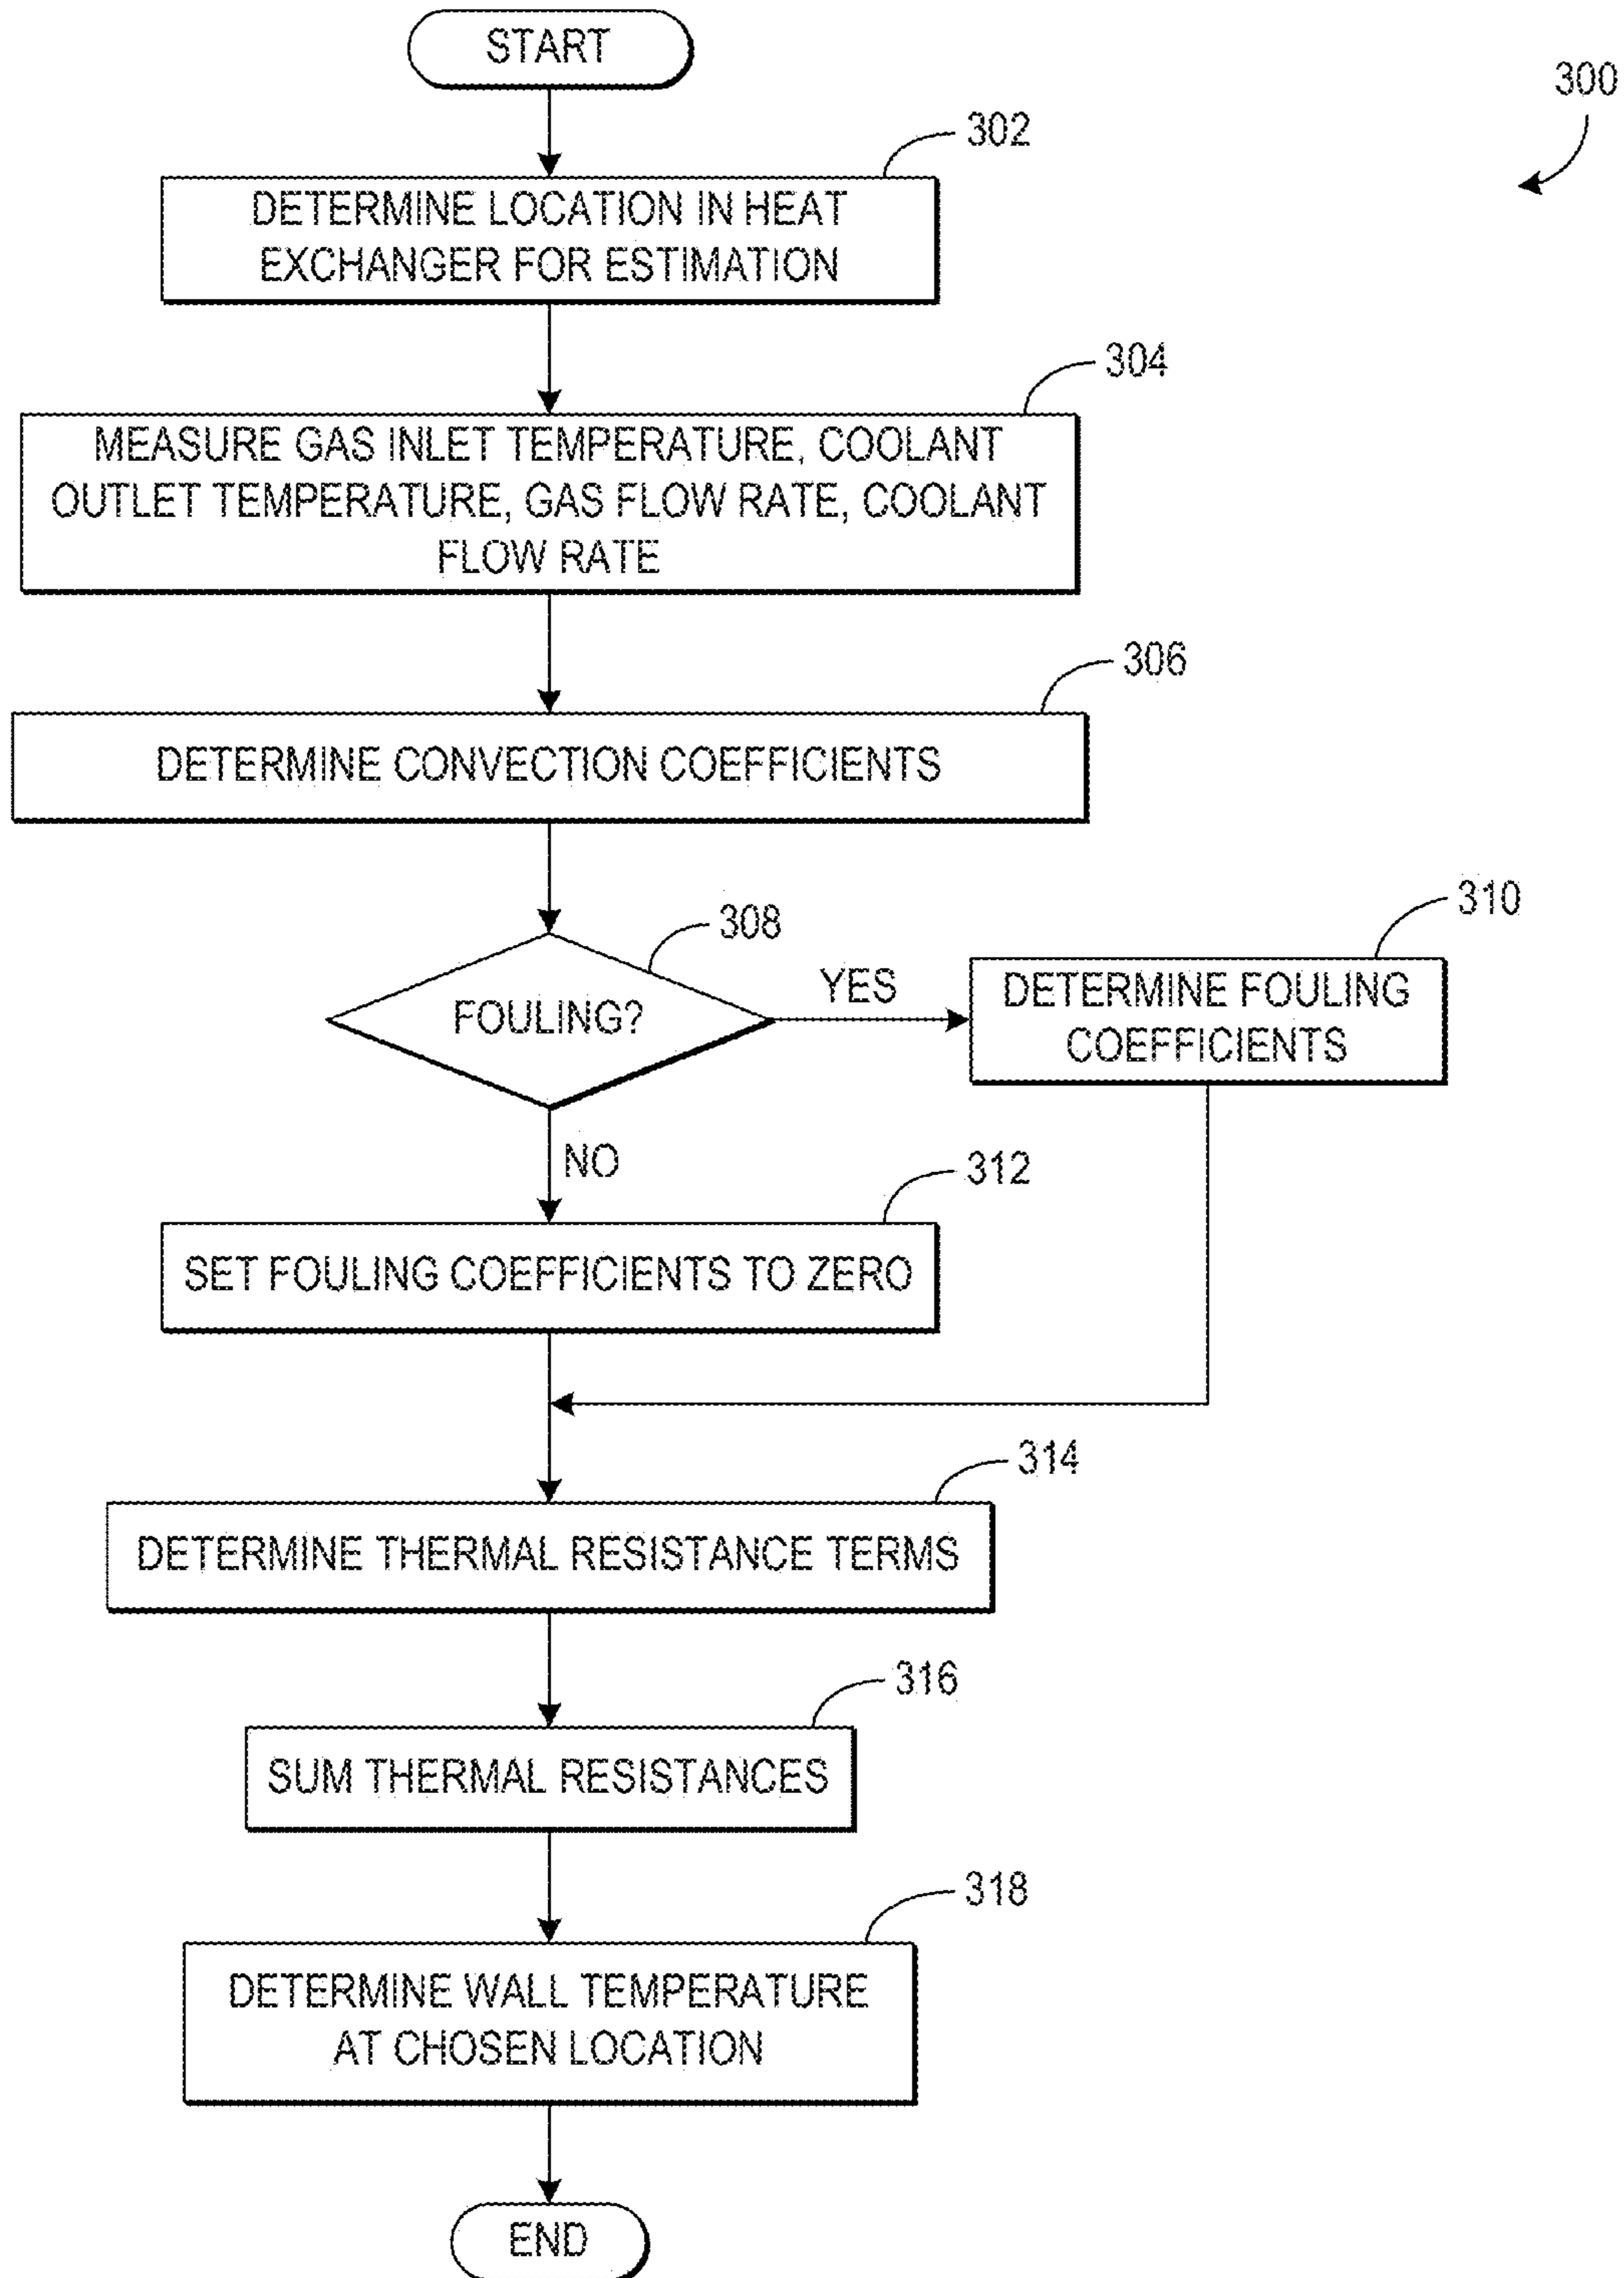 START
300
302
DETERMINE LOCATION IN HEAT
EXCHANGER FOR ESTIMATION
304
MEASURE GAS INLET TEMPERATURE, COOLANT
OUTLET TEMPERATURE, GAS FLOW RATE, COOLANT
FLOW RATE
306
DETERMINE CONVECTION COEFFICIENTS
308
FOULING?
YES
310
DETERMINE FOULING
COEFFICIENTS
NO
312
SET FOULING COEFFICIENTS TO ZERO
314
DETERMINE THERMAL RESISTANCE TERMS
316
SUM THERMAL RESISTANCES
318
DETERMINE WALL TEMPERATURE
AT CHOSEN LOCATION
END